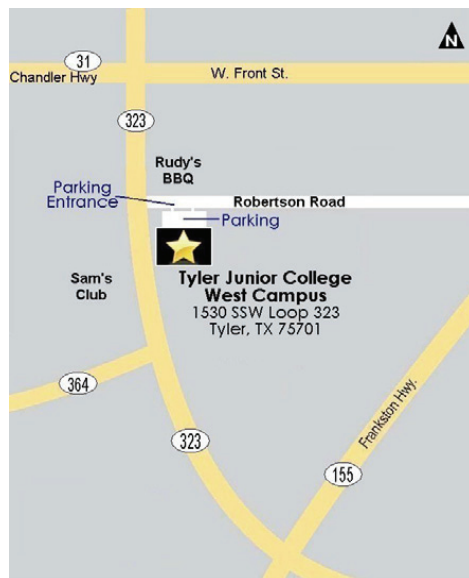 N
31
Chandler Hwy
W. Front St.
323
Rudy's
BBQ
Parking
Entrance
Robertson Road
Parking
Sam's
Club
Tyler Junior College
West Campus
1530 SSW Loop 323
Tyler, TX 75701
364
323
Frankston Hwy.
155